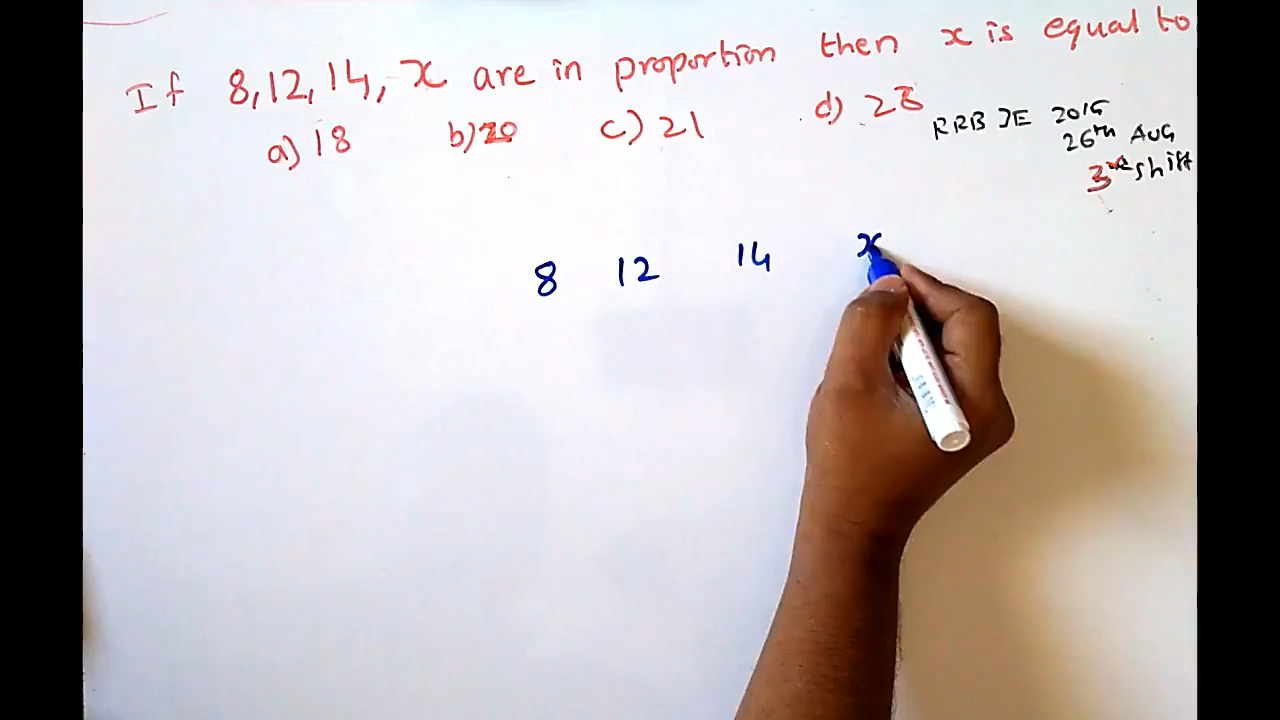 If 8,12,14, x are in proportion then x is equal to
a) 18 b) 20 c) 21 d) 28
RRB JE 2015
26th AUG
3rd shift
8 12 14 x